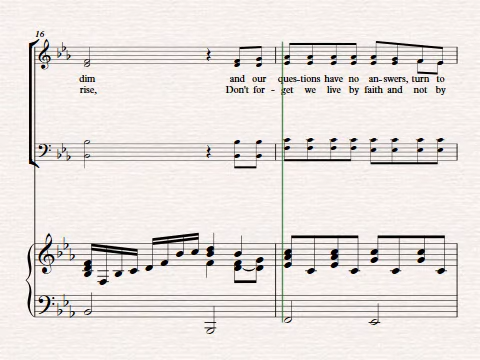 16
dim and our ques-tions have no an-swers, turn to
rise, Don't for-get we live by faith and not by